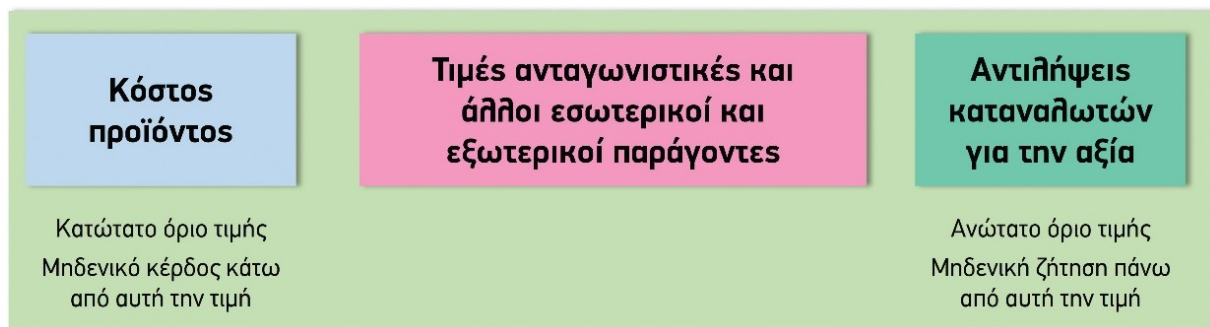 Κόστος
προϊόντος
Τιμές ανταγωνιστικές και
άλλοι εσωτερικοί και
εξωτερικοί παράγοντες
Αντιλήψεις
καταναλωτών
για την αξία
Κατώτατο όριο τιμής
Μηδενικό κέρδος κάτω
από αυτή την τιμή
Ανώτατο όριο τιμής
Μηδενική ζήτηση πάνω
από αυτή την τιμή